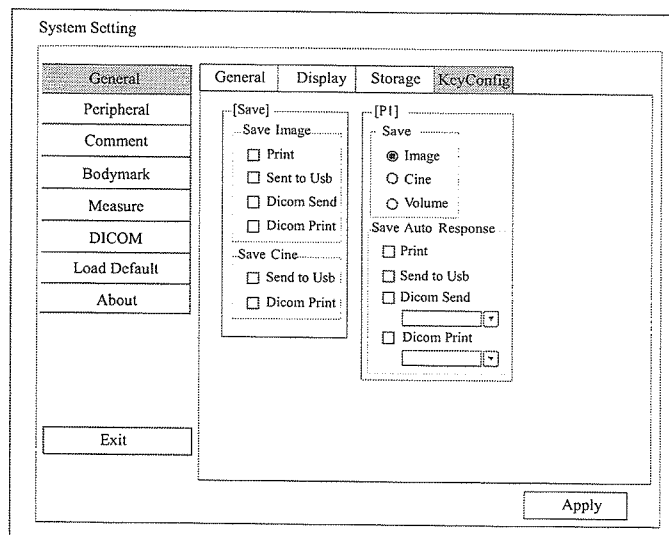 System Setting
General
Peripheral
Comment
Bodymark
Measure
DICOM
Load Default
About
Exit
General Display Storage KeyConfig
[Save]
Save Image
Print
Sent to Usb
Dicom Send
Dicom Print
Save Cine
Send to Usb
Dicom Print
[P1]
Save
Image
Cine
Volume
Save Auto Response
Print
Send to Usb
Dicom Send
Dicom Print
Apply